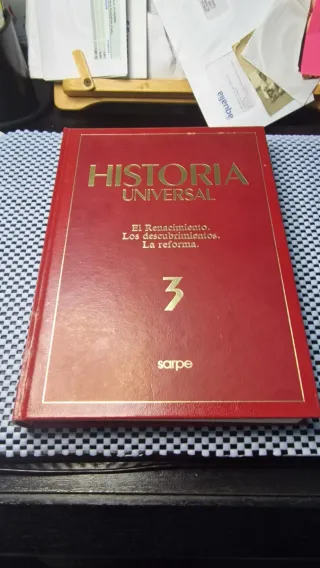 HISTORIA
UNIVERSAL
El Renacimiento.
Los descubrimientos.
La reforma.
3
sarpe